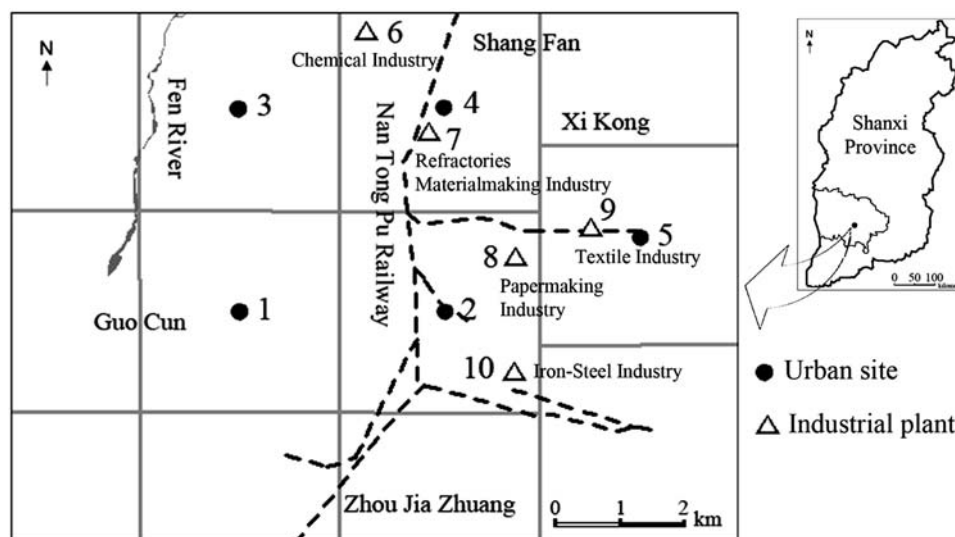 N
6
Chemical Industry
Shang Fan
Fen River
3
4
Xi Kong
7
Refractories
Materialmaking Industry
Nan Tong Pu Railway
9
5
Textile Industry
8
Papermaking
Industry
Guo Cun
1
2
10
Iron-Steel Industry
Zhou Jia Zhuang
0 1 2
km
N
Shanxi
Province
0 50 100
Urban site
Industrial plant